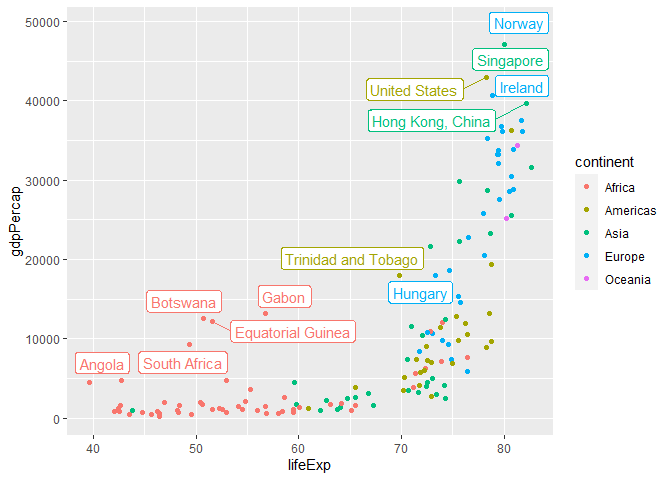 50000
40000
30000
20000
10000
0
gdpPercap
40
50
60
70
80
lifeExp
Norway
Singapore
United States
Ireland
Hong Kong, China
Trinidad and Tobago
Hungary
Botswana
Gabon
Equatorial Guinea
Angola
South Africa
continent
Africa
Americas
Asia
Europe
Oceania